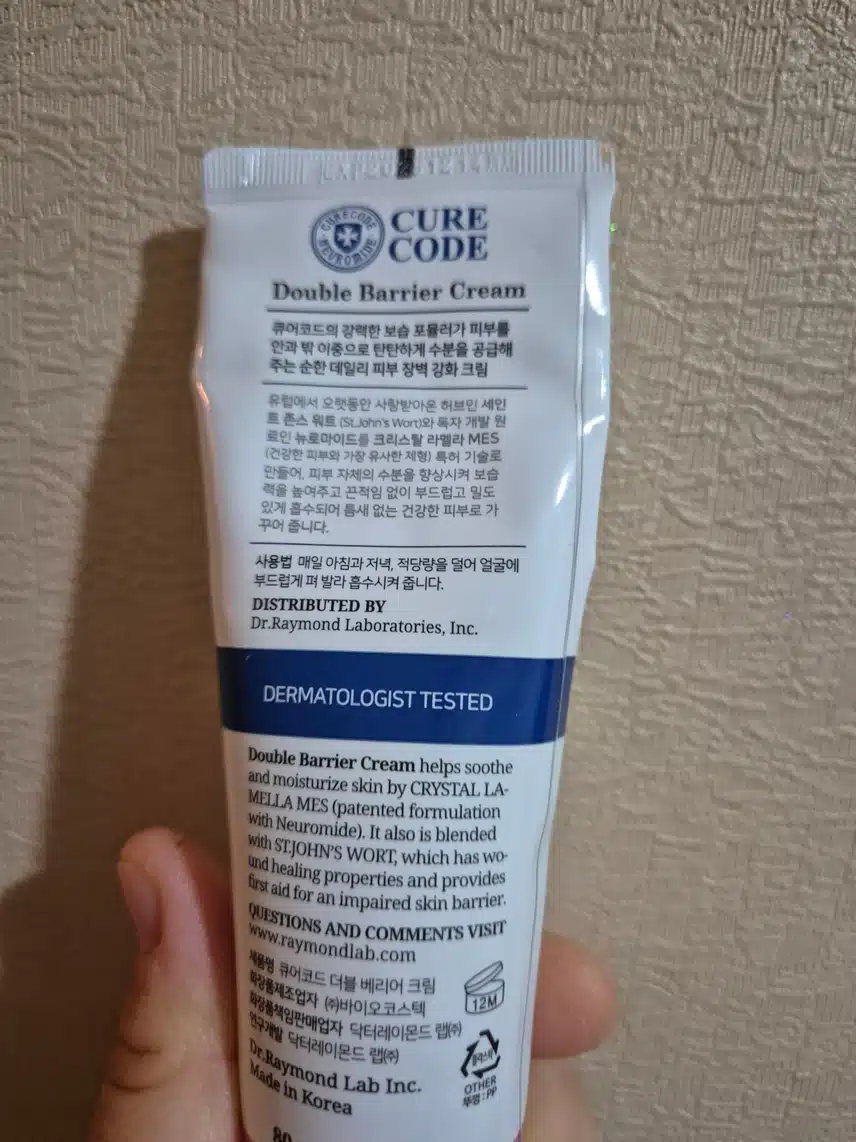 CURECODE
NEUROMIDE
CURE
CODE
Double Barrier Cream
큐어코드의 강력한 보습 포뮬러가 피부를
안과 밖 이중으로 탄탄하게 수분을 공급해
주는 순한 데일리 피부 장벽 강화 크림
유럽에서 오랫동안 사랑받아온 허브인 세인
트 존스 워트 (St.John's Wort)와 독자 개발 원
료인 뉴로마이드를 크리스탈 라멜라 MES
(건강한 피부와 가장 유사한 제형) 특허 기술로
만들어, 피부 자체의 수분을 향상시켜 보습
력을 높여주고 끈적임 없이 부드럽고 밀도
있게 흡수되어 틈새 없는 건강한 피부로 가
꾸어 줍니다.
사용법 매일 아침과 저녁, 적당량을 덜어 얼굴에
부드럽게 펴 발라 흡수시켜 줍니다.
DISTRIBUTED BY
Dr.Raymond Laboratories, Inc.
DERMATOLOGIST TESTED
Double Barrier Cream helps soothe
and moisturize skin by CRYSTAL LA-
MELLA MES (patented formulation
with Neuromide). It also is blended
with ST.JOHN'S WORT, which has wo-
und healing properties and provides
first aid for an impaired skin barrier.
QUESTIONS AND COMMENTS VISIT
www.raymondlab.com
제품명 큐어코드 더블 베리어 크림
화장품제조업자 ㈜바이오코스텍
화장품책임판매업자 닥터레이몬드 랩㈜
연구개발 닥터레이몬드 랩㈜
Dr.Raymond Lab Inc.
Made in Korea
12M
플라스틱
OTHER
뚜껑:PP
80